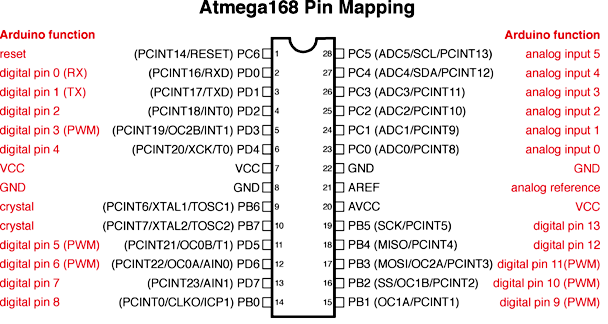 Atmega168 Pin Mapping
Arduino function Arduino function
reset (PCINT14/RESET) PC6 1 28 PC5 (ADC5/SCL/PCINT13) analog input 5
digital pin 0 (RX) (PCINT16/RXD) PD0 2 27 PC4 (ADC4/SDA/PCINT12) analog input 4
digital pin 1 (TX) (PCINT17/TXD) PD1 3 26 PC3 (ADC3/PCINT11) analog input 3
digital pin 2 (PCINT18/INT0) PD2 4 25 PC2 (ADC2/PCINT10) analog input 2
digital pin 3 (PWM) (PCINT19/OC2B/INT1) PD3 5 24 PC1 (ADC1/PCINT9) analog input 1
digital pin 4 (PCINT20/XCK/T0) PD4 6 23 PC0 (ADC0/PCINT8) analog input 0
VCC VCC 7 22 GND GND
GND GND 8 21 AREF analog reference
crystal (PCINT6/XTAL1/TOSC1) PB6 9 20 AVCC VCC
crystal (PCINT7/XTAL2/TOSC2) PB7 10 19 PB5 (SCK/PCINT5) digital pin 13
digital pin 5 (PWM) (PCINT21/OC0B/T1) PD5 11 18 PB4 (MISO/PCINT4) digital pin 12
digital pin 6 (PWM) (PCINT22/OC0A/AIN0) PD6 12 17 PB3 (MOSI/OC2A/PCINT3) digital pin 11(PWM)
digital pin 7 (PCINT23/AIN1) PD7 13 16 PB2 (SS/OC1B/PCINT2) digital pin 10 (PWM)
digital pin 8 (PCINT0/CLKO/ICP1) PB0 14 15 PB1 (OC1A/PCINT1) digital pin 9 (PWM)